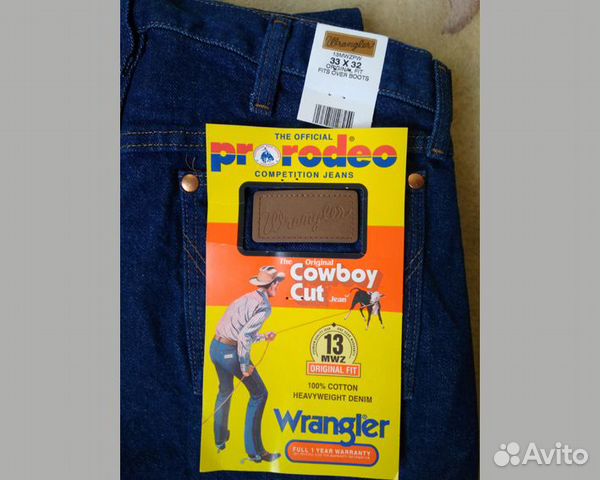 Wrangler
13MWZPW
33 X 32
ORIGINAL FIT
FITS OVER BOOTS
THE OFFICIAL
prorodeo®
COMPETITION JEANS
Wrangler
The Original
Cowboy
Cut Jean
13
MWZ
ORIGINAL FIT
100% COTTON
HEAVYWEIGHT DENIM
Wrangler®
FULL 1 YEAR WARRANTY
Avito